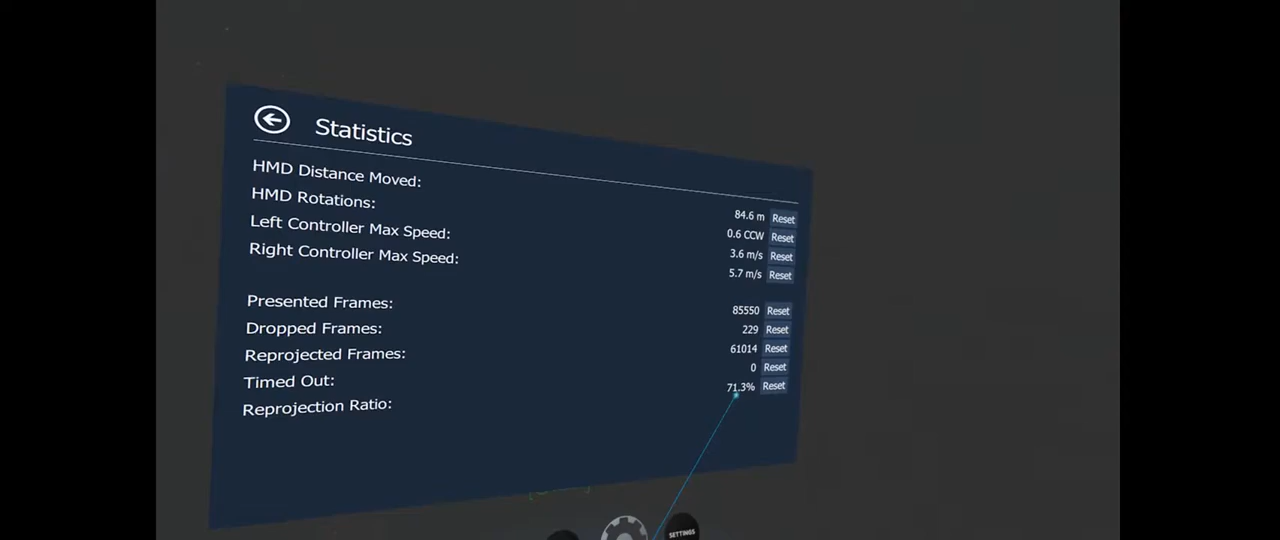 Statistics
HMD Distance Moved: 84.6 m Reset
HMD Rotations: 0.6 CCW Reset
Left Controller Max Speed: 3.6 m/s Reset
Right Controller Max Speed: 5.7 m/s Reset
Presented Frames: 85550 Reset
Dropped Frames: 229 Reset
Reprojected Frames: 61014 Reset
Timed Out: 0 Reset
Reprojection Ratio: 71.3% Reset
SETTINGS